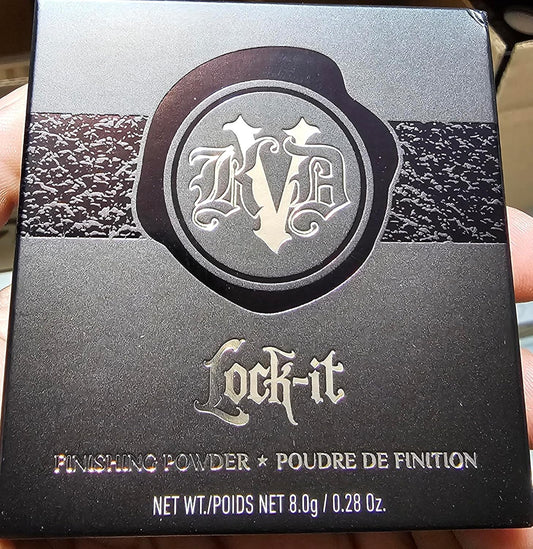 KVD
Lock-it
FINISHING POWDER ★ POUDRE DE FINITION
NET WT./POIDS NET 8.0g / 0.28 Oz.